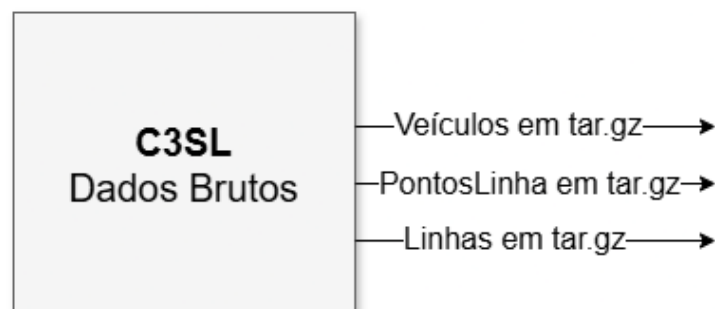 C3SL
Dados Brutos
Veículos em tar.gz
PontosLinha em tar.gz
Linhas em tar.gz